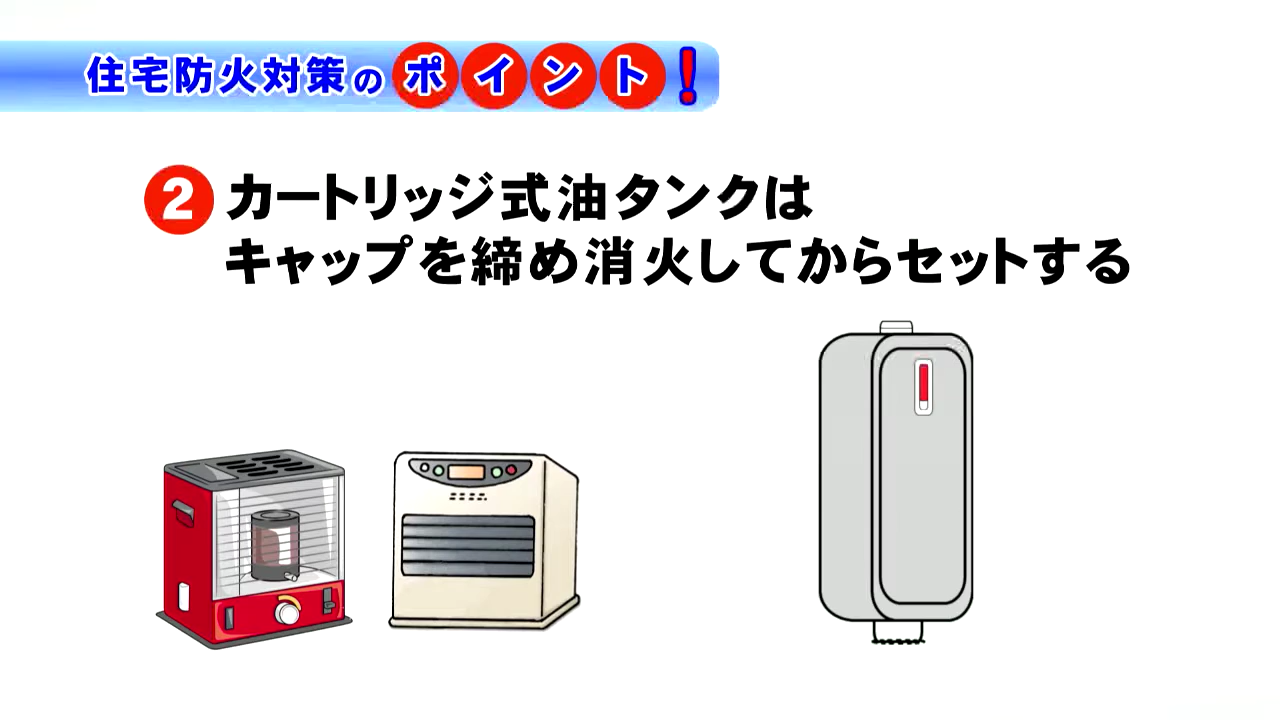 住宅防火対策のポイント!
2 カートリッジ式油タンクは
キャップを締め消火してからセットする